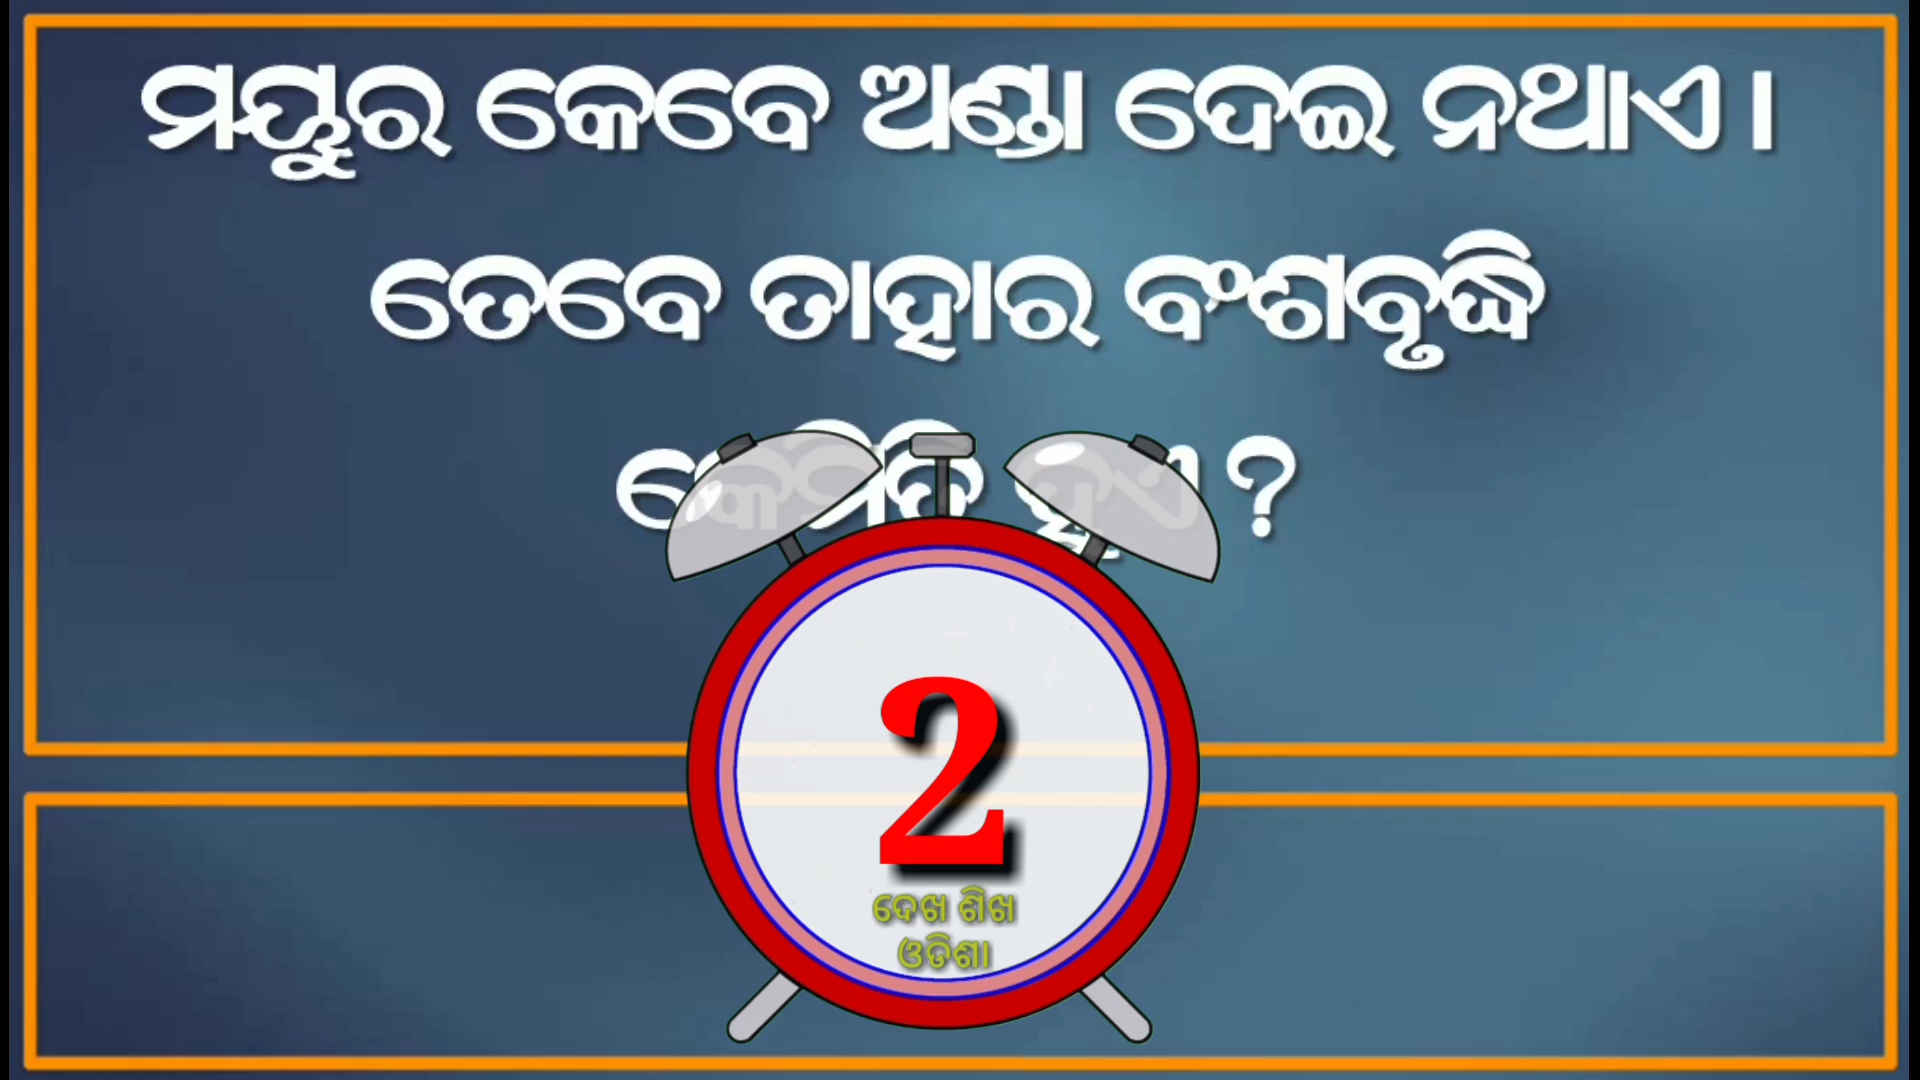 ମୟୁର କେବେ ଅଣ୍ଡା ଦେଇ ନଥାଏ ।
ତେବେ ତାହାର ବଂଶବୃଦ୍ଧି
କେମିତି ହୁଏ ?
2
ଦେଖ ଶିଖ
ଓଡିଶା